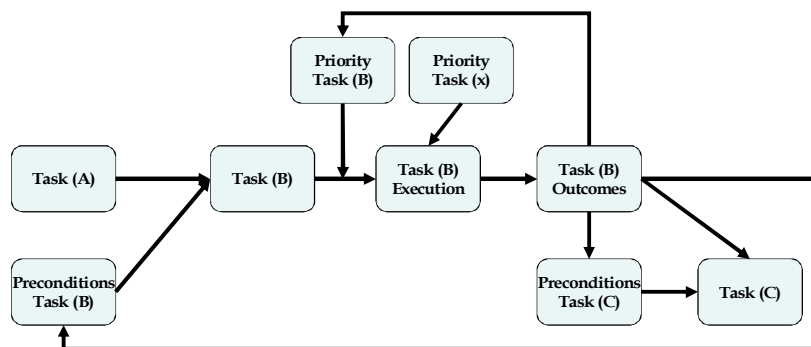 Priority
Task (B)
Priority
Task (x)
Task (A)
Task (B)
Task (B)
Execution
Task (B)
Outcomes
Preconditions
Task (B)
Preconditions
Task (C)
Task (C)